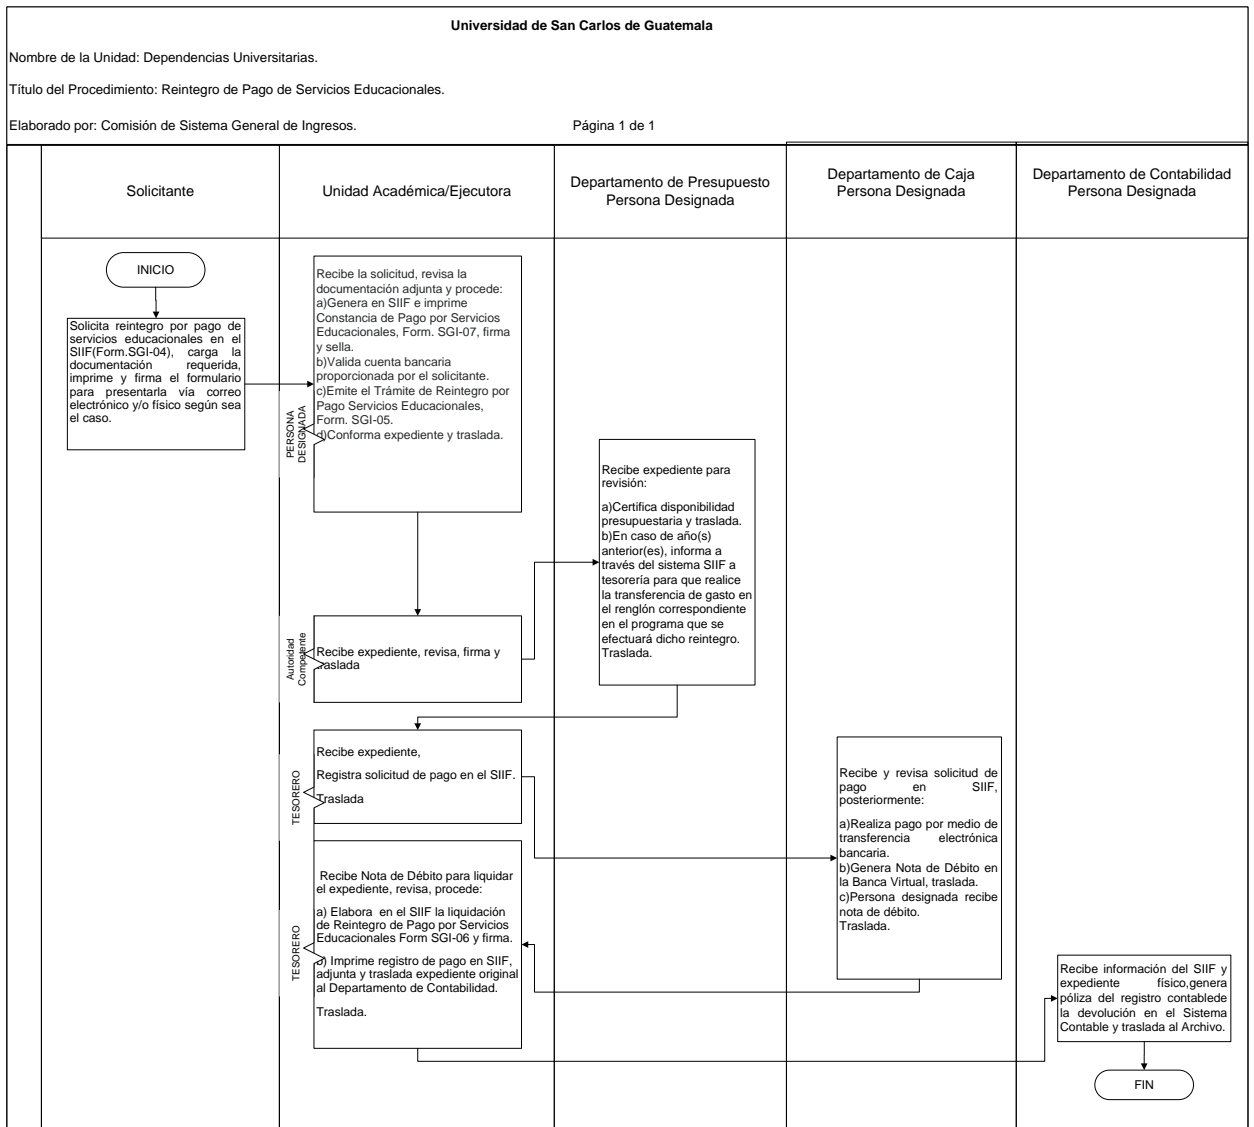 Universidad de San Carlos de Guatemala
Nombre de la Unidad: Dependencias Universitarias.
Título del Procedimiento: Reintegro de Pago de Servicios Educacionales.
Elaborado por: Comisión de Sistema General de Ingresos.
Página 1 de 1
Solicitante
Unidad Académica/Ejecutora
Departamento de Presupuesto
Persona Designada
Departamento de Caja
Persona Designada
Departamento de Contabilidad
Persona Designada
INICIO
Solicita reintegro por pago de
servicios educacionales en el
SIIF(Form.SGI-04), carga la
documentación requerida,
imprime y firma el formulario
para presentarla vía correo
electrónico y/o físico según sea
el caso.
PERSONA
DESIGNADA
Recibe la solicitud, revisa la
documentación adjunta y procede:
a)Genera en SIIF e imprime
Constancia de Pago por Servicios
Educacionales, Form. SGI-07, firma
y sella.
b)Valida cuenta bancaria
proporcionada por el solicitante.
c)Emite el Trámite de Reintegro por
Pago Servicios Educacionales,
Form. SGI-05.
d)Conforma expediente y traslada.
Autoridad
Competente
Recibe expediente, revisa, firma y
traslada
Recibe expediente para
revisión:
a)Certifica disponibilidad
presupuestaria y traslada.
b)En caso de año(s)
anterior(es), informa a
través del sistema SIIF a
tesorería para que realice
la transferencia de gasto en
el renglón correspondiente
en el programa que se
efectuará dicho reintegro.
Traslada.
TESORERO
Recibe expediente,
Registra solicitud de pago en el SIIF.
Traslada
Recibe y revisa solicitud de
pago en SIIF,
posteriormente:
a)Realiza pago por medio de
transferencia electrónica
bancaria.
b)Genera Nota de Débito en
la Banca Virtual, traslada.
c)Persona designada recibe
nota de débito.
Traslada.
TESORERO
Recibe Nota de Débito para liquidar
el expediente, revisa, procede:
a) Elabora en el SIIF la liquidación
de Reintegro de Pago por Servicios
Educacionales Form SGI-06 y firma.
b) Imprime registro de pago en SIIF,
adjunta y traslada expediente original
al Departamento de Contabilidad.
Traslada.
Recibe información del SIIF y
expediente físico,genera
póliza del registro contablede
la devolución en el Sistema
Contable y traslada al Archivo.
FIN